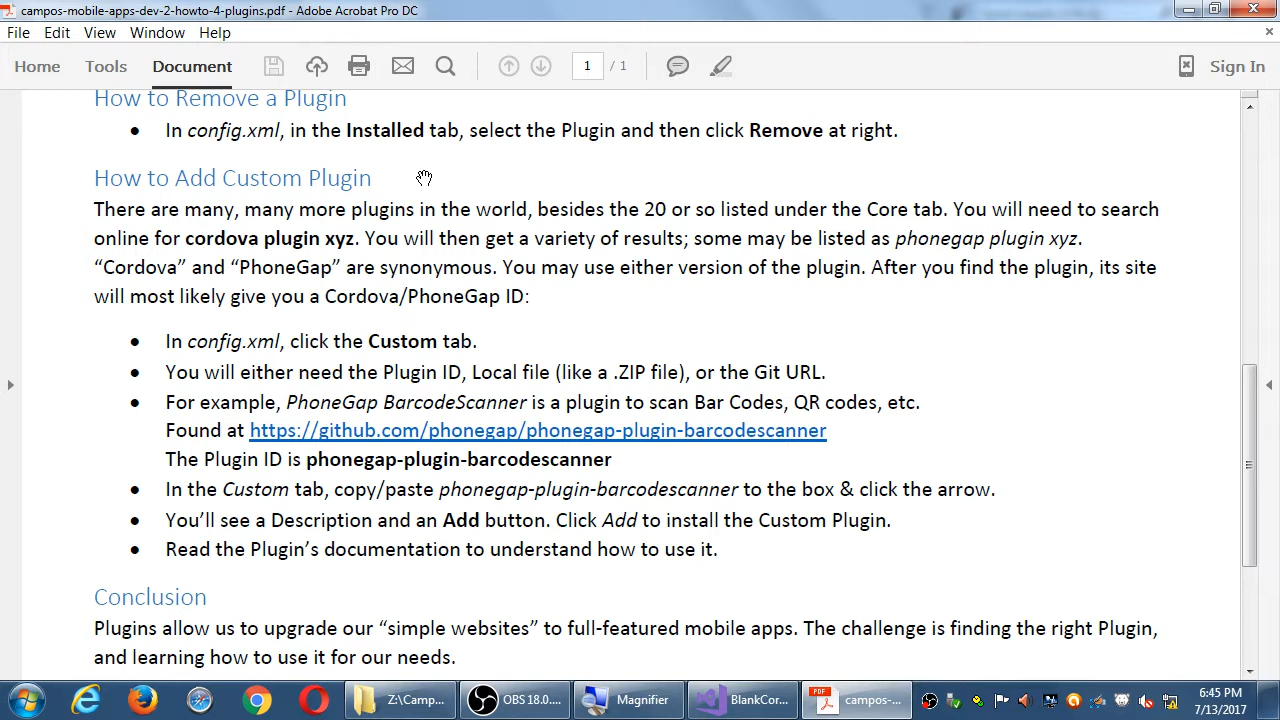 campos-mobile-apps-dev-2-howto-4-plugins.pdf - Adobe Acrobat Pro DC
File Edit View Window Help
Home Tools Document 1 / 1 Sign In
How to Remove a Plugin
• In config.xml, in the Installed tab, select the Plugin and then click Remove at right.
How to Add Custom Plugin
There are many, many more plugins in the world, besides the 20 or so listed under the Core tab. You will need to search
online for cordova plugin xyz. You will then get a variety of results; some may be listed as phonegap plugin xyz.
“Cordova” and “PhoneGap” are synonymous. You may use either version of the plugin. After you find the plugin, its site
will most likely give you a Cordova/PhoneGap ID:
• In config.xml, click the Custom tab.
• You will either need the Plugin ID, Local file (like a .ZIP file), or the Git URL.
• For example, PhoneGap BarcodeScanner is a plugin to scan Bar Codes, QR codes, etc.
Found at https://github.com/phonegap/phonegap-plugin-barcodescanner
The Plugin ID is phonegap-plugin-barcodescanner
• In the Custom tab, copy/paste phonegap-plugin-barcodescanner to the box & click the arrow.
• You’ll see a Description and an Add button. Click Add to install the Custom Plugin.
• Read the Plugin’s documentation to understand how to use it.
Conclusion
Plugins allow us to upgrade our “simple websites” to full-featured mobile apps. The challenge is finding the right Plugin,
and learning how to use it for our needs.
Z:\Camp... OBS 18.0.... Magnifier BlankCor... campos-... 6:45 PM
7/13/2017